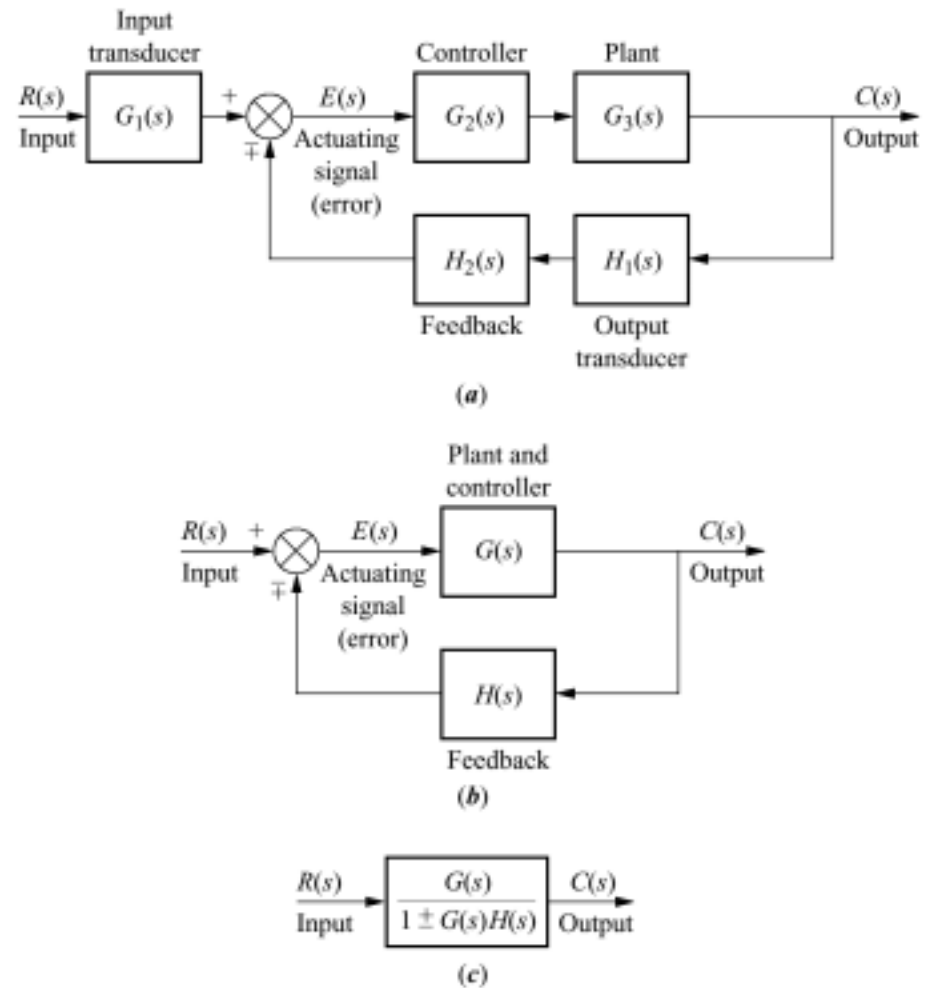 Input
transducer
Controller
Plant
R(s)
Input
G₁(s)
+
∓
E(s)
Actuating
signal
(error)
G₂(s)
G₃(s)
C(s)
Output
H₂(s)
H₁(s)
Feedback
Output
transducer
(a)
Plant and
controller
R(s)
Input
+
∓
E(s)
Actuating
signal
(error)
G(s)
C(s)
Output
H(s)
Feedback
(b)
R(s)
Input
G(s)
1 ± G(s)H(s)
C(s)
Output
(c)